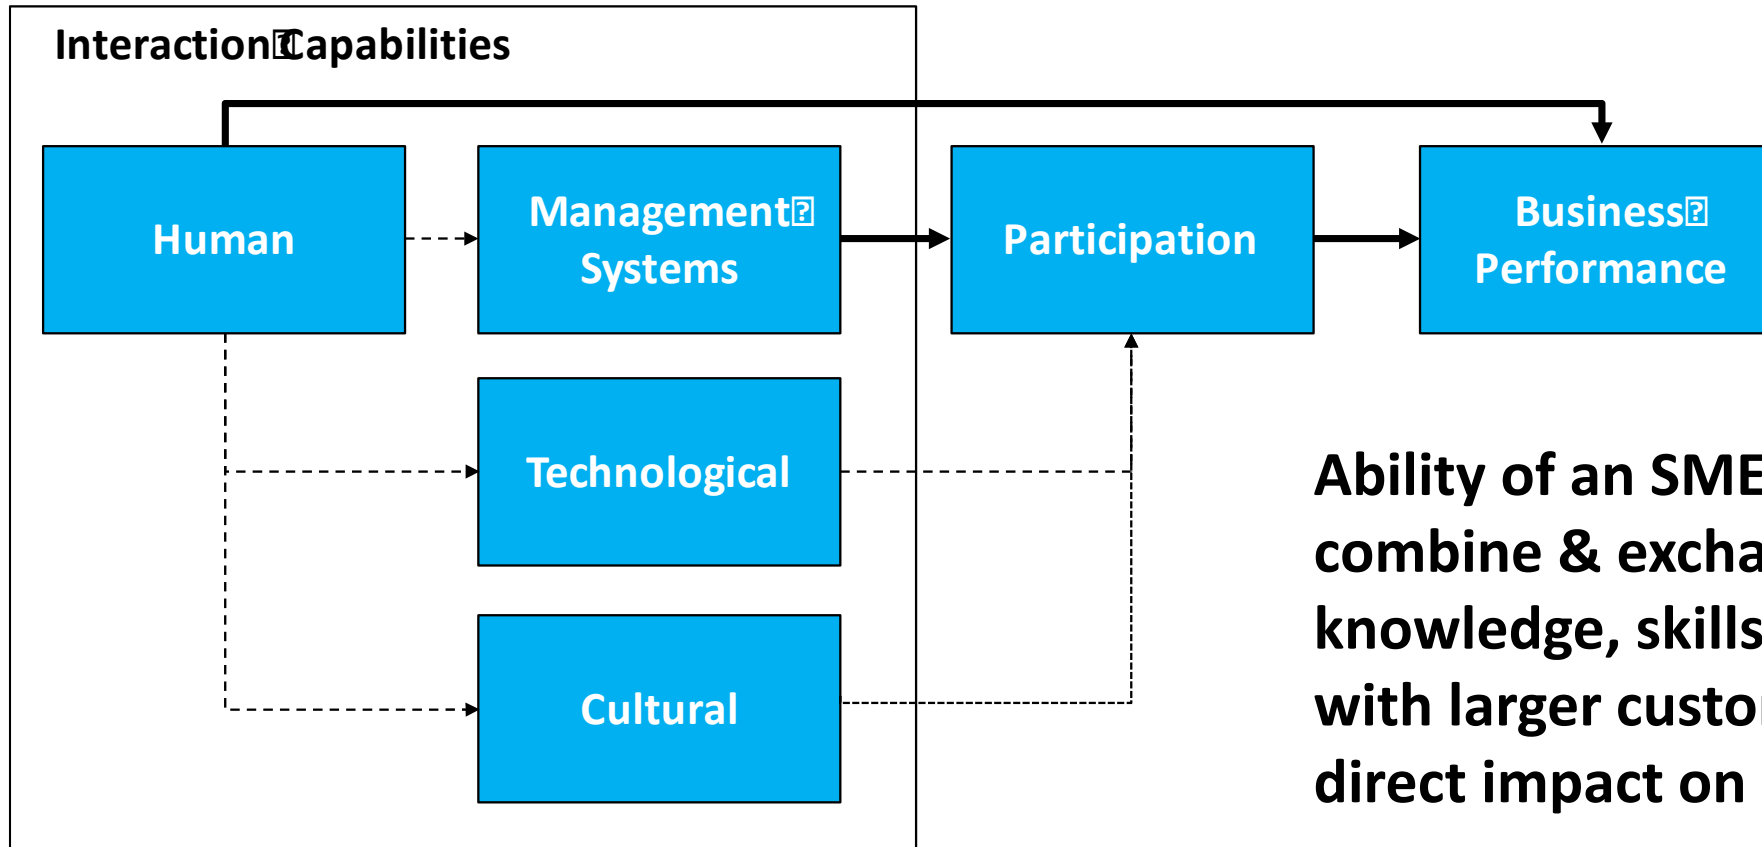 Interaction Capabilities
Human
Management
Systems
Participation
Business
Performance
Technological
Cultural
Ability of an SME
combine & excha
knowledge, skills
with larger custo
direct impact on